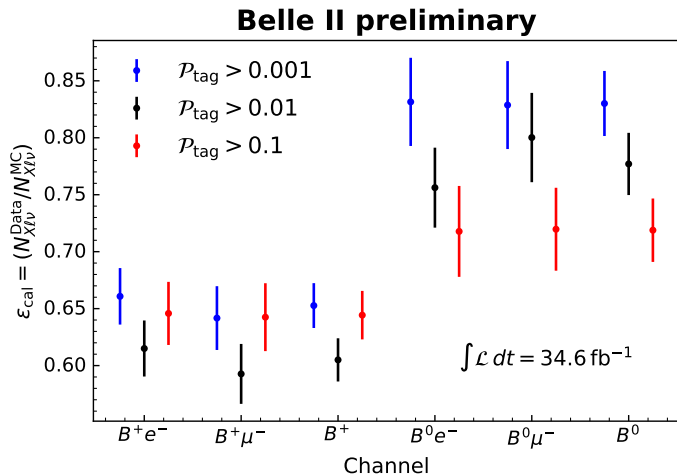 Belle II preliminary
𝒫tag > 0.001
𝒫tag > 0.01
𝒫tag > 0.1
εcal = (N^Data_Xℓν / N^MC_Xℓν)
0.85
0.80
0.75
0.70
0.65
0.60
∫ℒ dt = 34.6 fb⁻¹
B⁺e⁻ B⁺μ⁻ B⁺ B⁰e⁻ B⁰μ⁻ B⁰
Channel